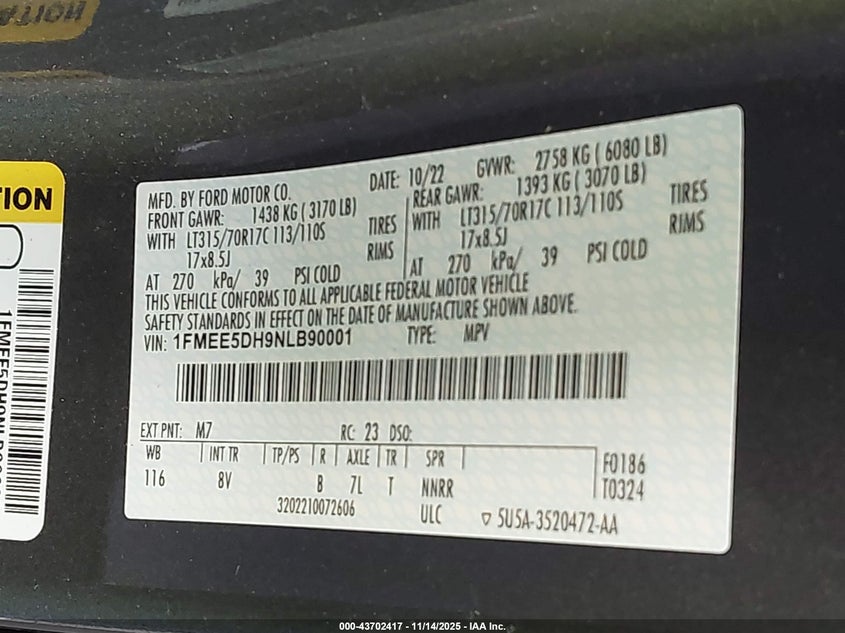 TION
MFD. BY FORD MOTOR CO.
DATE: 10/22
GVWR: 2758 KG ( 6080 LB)
FRONT GAWR: 1438 KG ( 3170 LB)
WITH LT315/70R17C 113/110S TIRES
17x8.5J RIMS
AT 270 kPa/ 39 PSI COLD
REAR GAWR: 1393 KG ( 3070 LB)
WITH LT315/70R17C 113/110S TIRES
17x8.5J RIMS
AT 270 kPa/ 39 PSI COLD
THIS VEHICLE CONFORMS TO ALL APPLICABLE FEDERAL MOTOR VEHICLE
SAFETY STANDARDS IN EFFECT ON THE DATE OF MANUFACTURE SHOWN ABOVE.
VIN: 1FMEE5DH9NLB90001 TYPE: MPV
EXT PNT: M7 RC: 23 DSO:
WB INT TR TP/PS R AXLE TR SPR
116 8V B 7L T NNRR
F0186
T0324
3202210072606 ULC
5U5A-3520472-AA
000-43702417 - 11/14/2025 - IAA Inc.